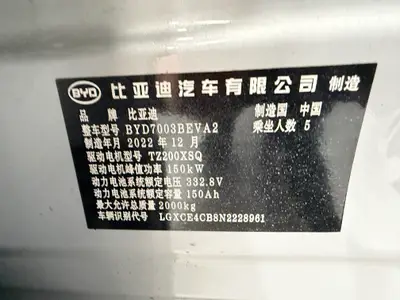 BYD 比亚迪汽车有限公司 制造
品 牌 比亚迪 制造国 中国
整车型号 BYD7003BEVA2 乘坐人数 5
制造年月 2022 年 12 月
驱动电机型号 TZ200XSQ
驱动电机峰值功率 150kW
动力电池系统额定电压 332.8V
动力电池系统额定容量 150Ah
最大允许总质量 2000kg
车辆识别代号 LGXCE4CB8N2228961